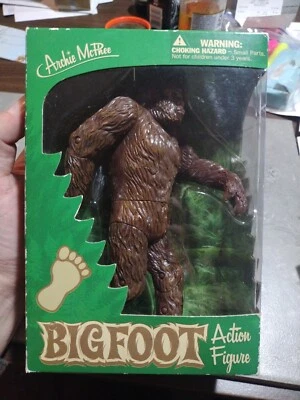 Archie McPhee
WARNING:
CHOKING HAZARD – Small Parts.
Not for children under 3 years.
BIGFOOT
Action
Figure